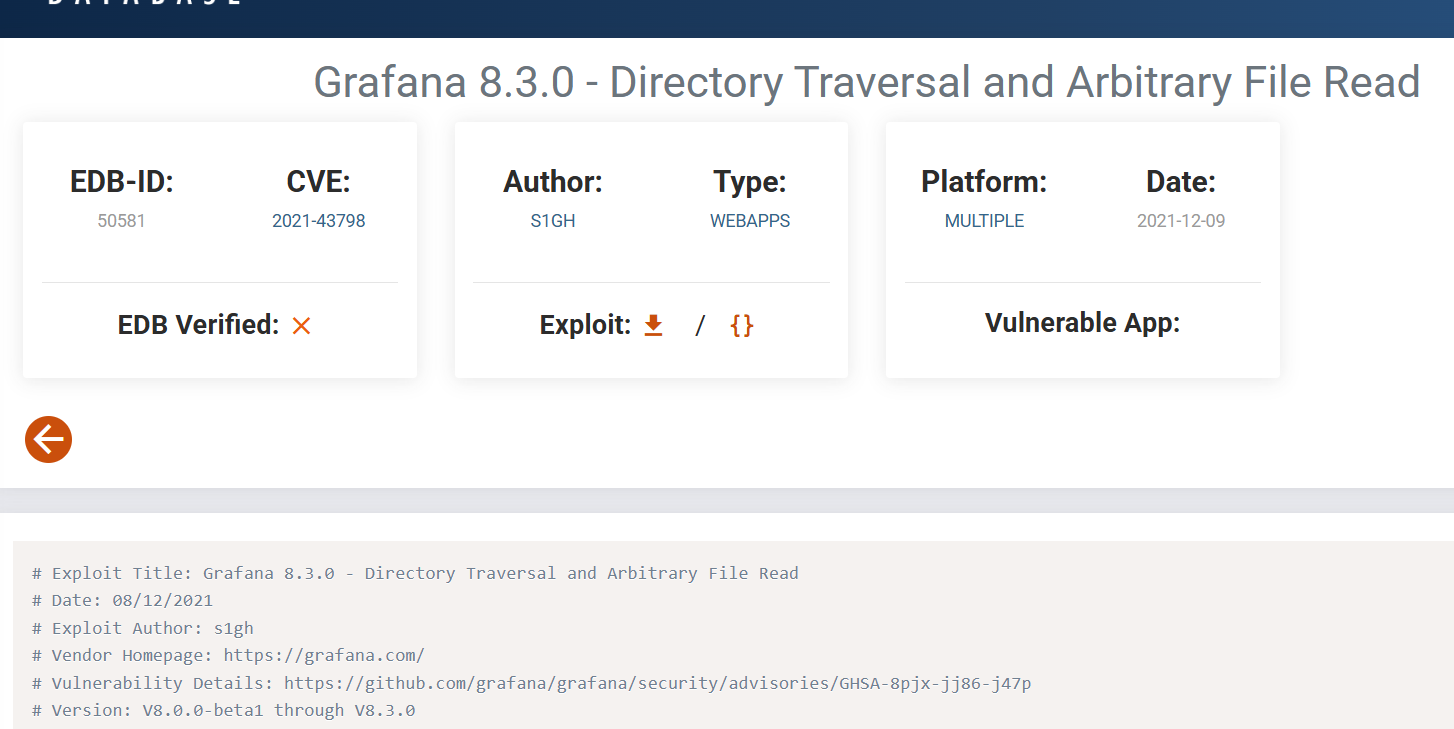 DATABASE
Grafana 8.3.0 - Directory Traversal and Arbitrary File Read
EDB-ID:
50581
CVE:
2021-43798
EDB Verified:
Author:
S1GH
Type:
WEBAPPS
Exploit: / {}
Platform:
MULTIPLE
Date:
2021-12-09
Vulnerable App:
# Exploit Title: Grafana 8.3.0 - Directory Traversal and Arbitrary File Read
# Date: 08/12/2021
# Exploit Author: s1gh
# Vendor Homepage: https://grafana.com/
# Vulnerability Details: https://github.com/grafana/grafana/security/advisories/GHSA-8pjx-jj86-j47p
# Version: V8.0.0-beta1 through V8.3.0